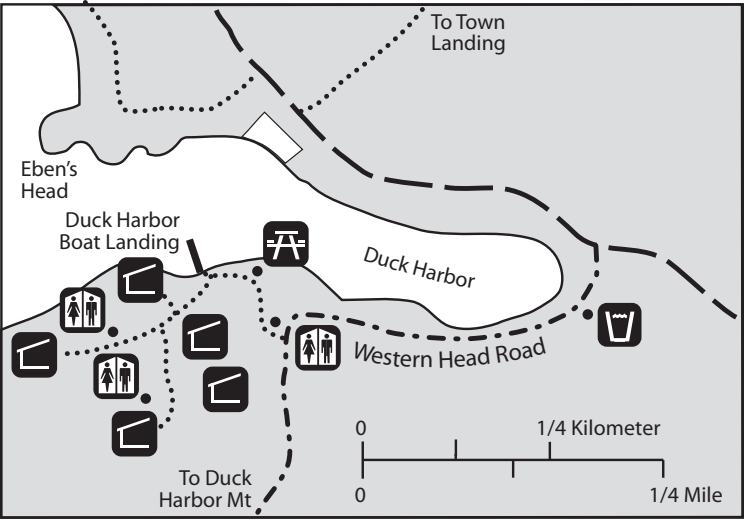 To Town
Landing
Eben's
Head
Duck Harbor
Boat Landing
Duck Harbor
Western Head Road
0
1/4 Kilometer
To Duck
Harbor Mt
0
1/4 Mile